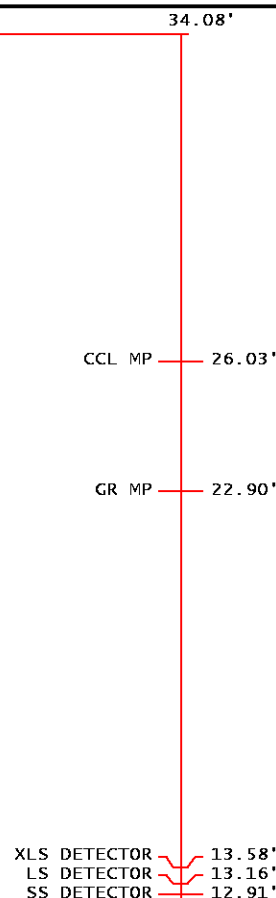 34.08'
CCL MP 26.03'
GR MP 22.90'
XLS DETECTOR 13.58'
LS DETECTOR 13.16'
SS DETECTOR 12.91'